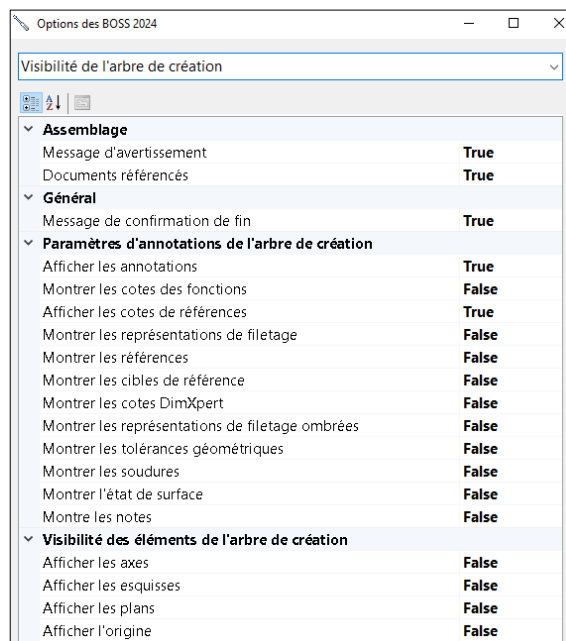 Options des BOSS 2024
Visibilité de l'arbre de création
Assemblage
Message d'avertissement True
Documents référencés True
Général
Message de confirmation de fin True
Paramètres d'annotations de l'arbre de création
Afficher les annotations True
Montrer les cotes des fonctions False
Afficher les cotes de références True
Montrer les représentations de filetage False
Montrer les références False
Montrer les cibles de référence False
Montrer les cotes DimXpert False
Montrer les représentations de filetage ombrées False
Montrer les tolérances géométriques False
Montrer les soudures False
Montrer l'état de surface False
Montre les notes False
Visibilité des éléments de l'arbre de création
Afficher les axes False
Afficher les esquisses False
Afficher les plans False
Afficher l'origine False